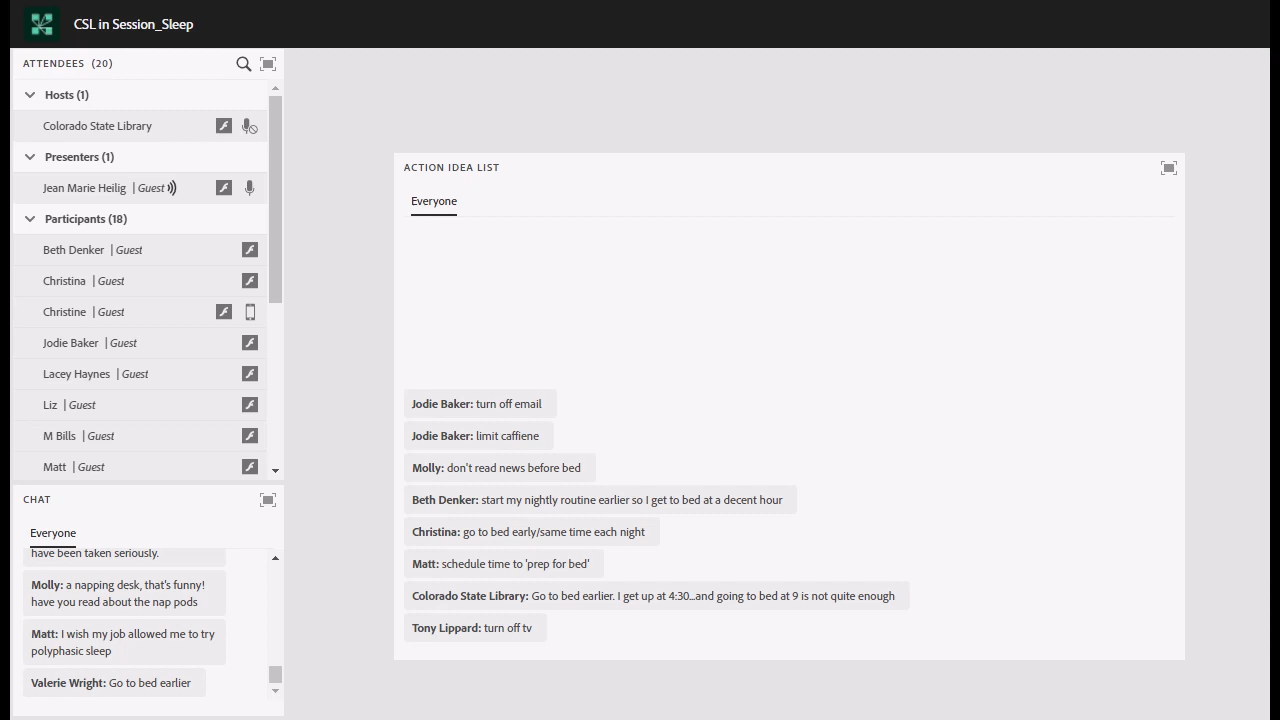 CSL in Session_Sleep
ATTENDEES (20)
Hosts (1)
Colorado State Library
Presenters (1)
Jean Marie Heilig | Guest
Participants (18)
Beth Denker | Guest
Christina | Guest
Christine | Guest
Jodie Baker | Guest
Lacey Haynes | Guest
Liz | Guest
M Bills | Guest
Matt | Guest
CHAT
Everyone
have been taken seriously.
Molly: a napping desk, that's funny!
have you read about the nap pods
Matt: I wish my job allowed me to try
polyphasic sleep
Valerie Wright: Go to bed earlier
ACTION IDEA LIST
Everyone
Jodie Baker: turn off email
Jodie Baker: limit caffiene
Molly: don't read news before bed
Beth Denker: start my nightly routine earlier so I get to bed at a decent hour
Christina: go to bed early/same time each night
Matt: schedule time to 'prep for bed'
Colorado State Library: Go to bed earlier. I get up at 4:30...and going to bed at 9 is not quite enough
Tony Lippard: turn off tv